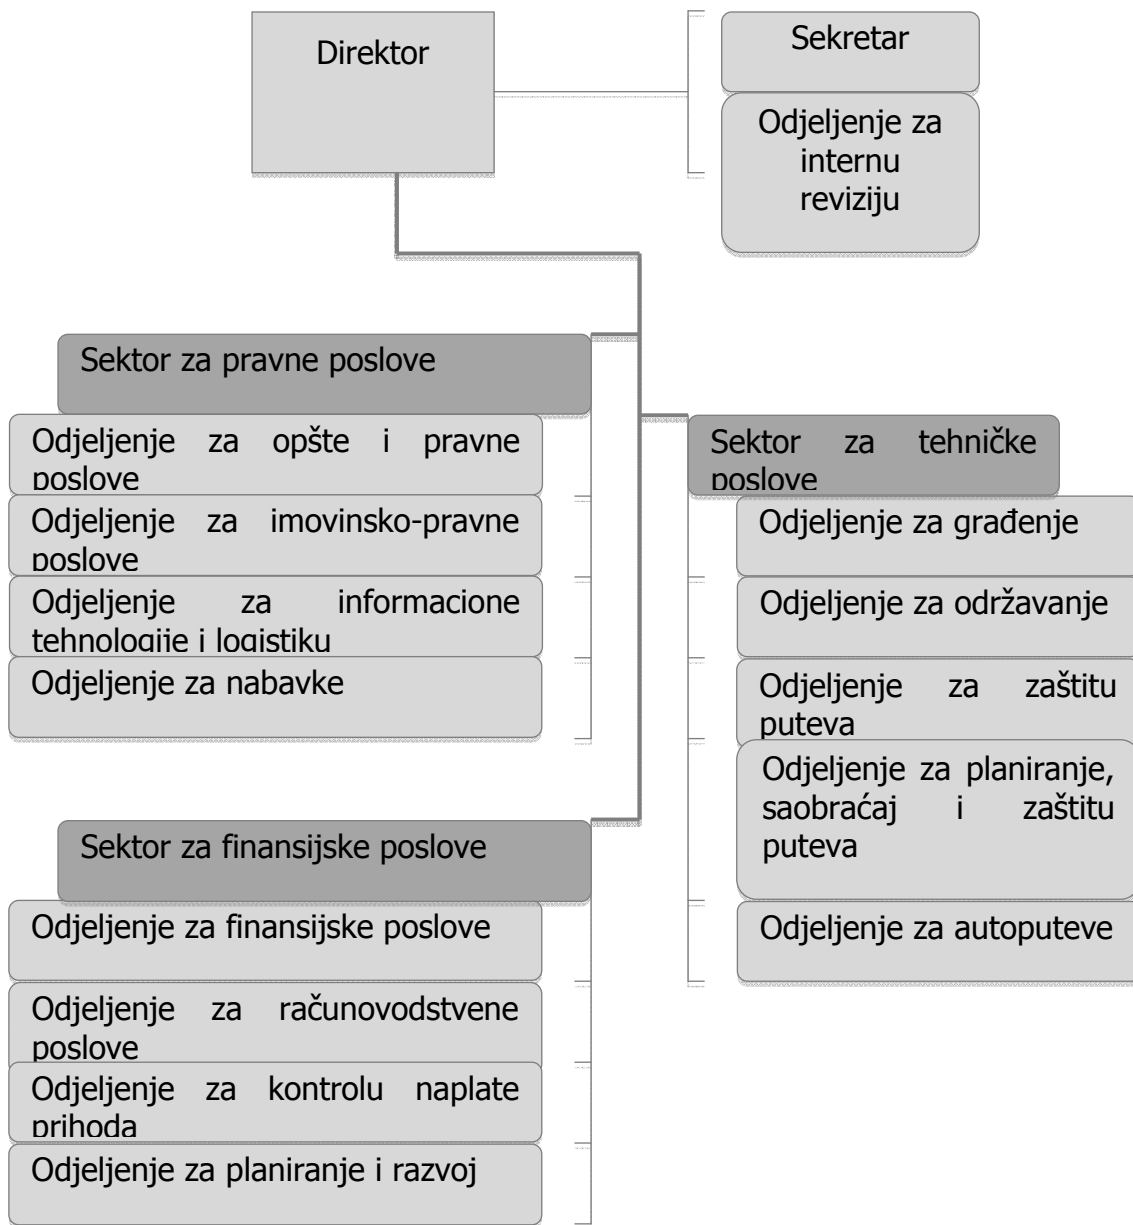 Direktor
Sekretar
Odjeljenje za
internu
reviziju
Sektor za pravne poslove
Odjeljenje za opšte i pravne
poslove
Odjeljenje za imovinsko-pravne
poslove
Odjeljenje za informacione
tehnologije i logistiku
Odjeljenje za nabavke
Sektor za tehničke
poslove
Odjeljenje za građenje
Odjeljenje za održavanje
Odjeljenje za zaštitu
puteva
Odjeljenje za planiranje,
saobraćaj i zaštitu
puteva
Odjeljenje za autoputeve
Sektor za finansijske poslove
Odjeljenje za finansijske poslove
Odjeljenje za računovodstvene
poslove
Odjeljenje za kontrolu naplate
prihoda
Odjeljenje za planiranje i razvoj